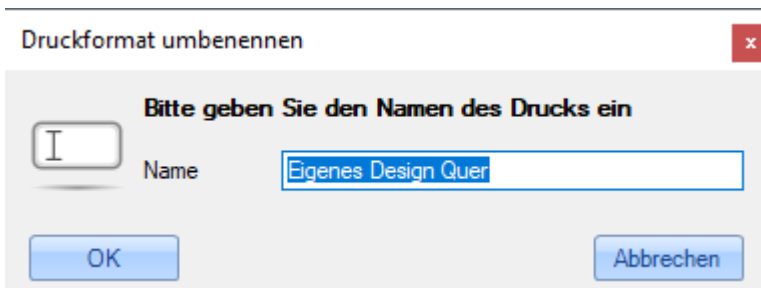 Druckformat umbenennen
x
Bitte geben Sie den Namen des Drucks ein
Name
Eigenes Design Quer
OK
Abbrechen